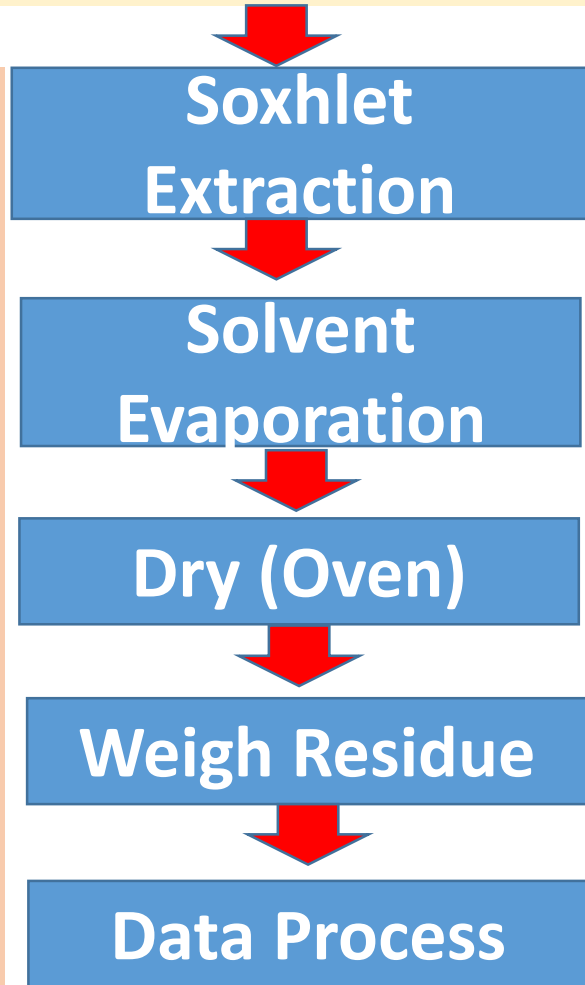 Soxhlet
Extraction
Solvent
Evaporation
Dry (Oven)
Weigh Residue
Data Process